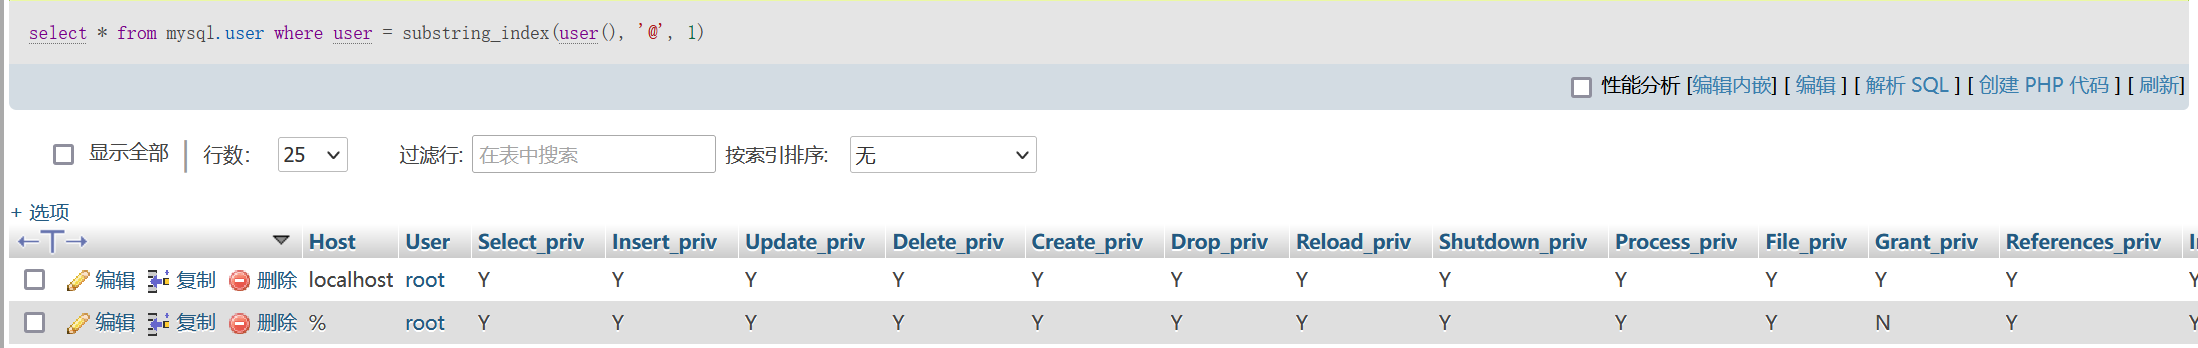 select * from mysql.user where user = substring_index(user(), '@', 1)
性能分析 [编辑内嵌] [ 编辑 ] [ 解析 SQL ] [ 创建 PHP 代码 ] [ 刷新]
显示全部 | 行数: 25 过滤行: 在表中搜索 按索引排序: 无
+ 选项
←T→ Host User Select_priv Insert_priv Update_priv Delete_priv Create_priv Drop_priv Reload_priv Shutdown_priv Process_priv File_priv Grant_priv References_priv
编辑 复制 删除 localhost root Y Y Y Y Y Y Y Y Y Y Y Y Y
编辑 复制 删除 % root Y Y Y Y Y Y Y Y Y Y N Y Y